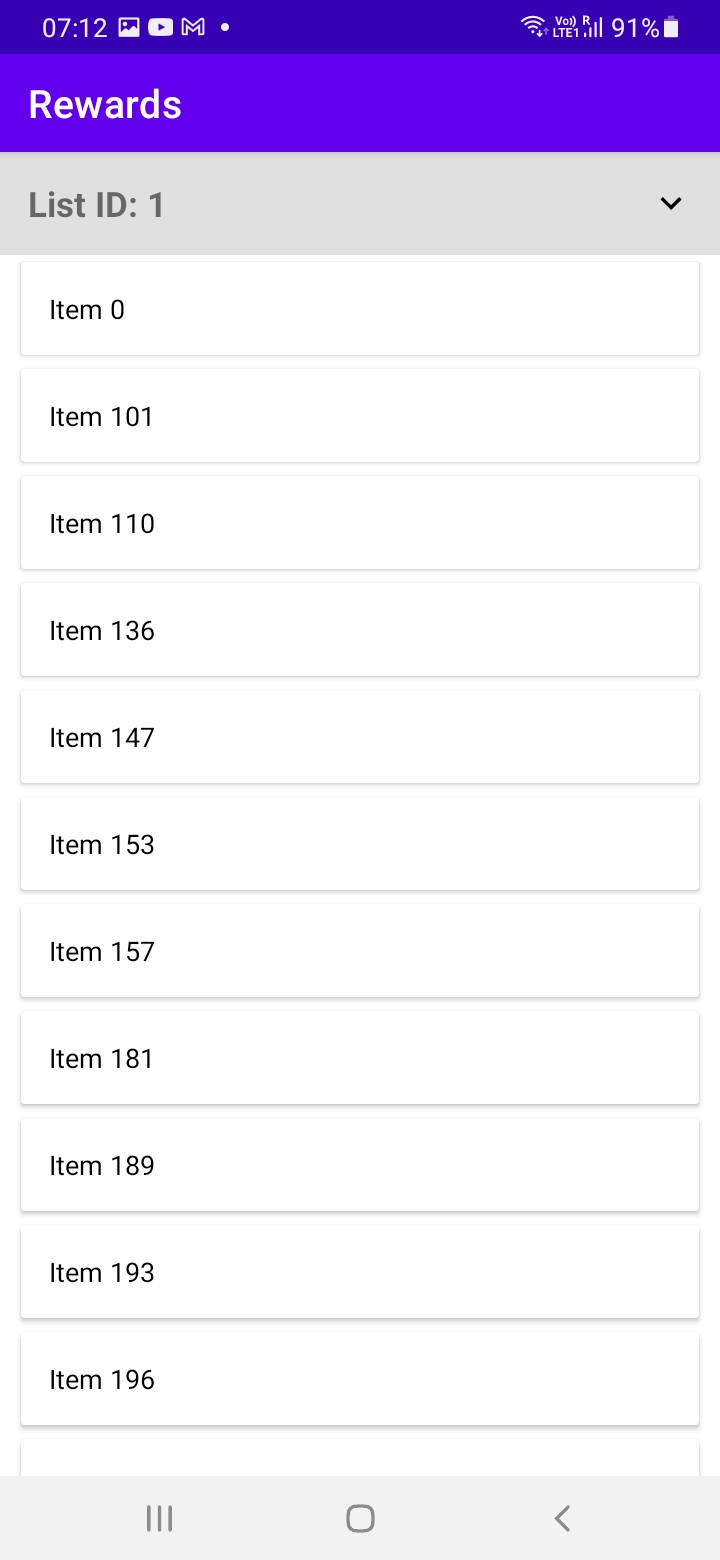 07:12 Vo)) R LTE1 91%
Rewards
List ID: 1
Item 0
Item 101
Item 110
Item 136
Item 147
Item 153
Item 157
Item 181
Item 189
Item 193
Item 196